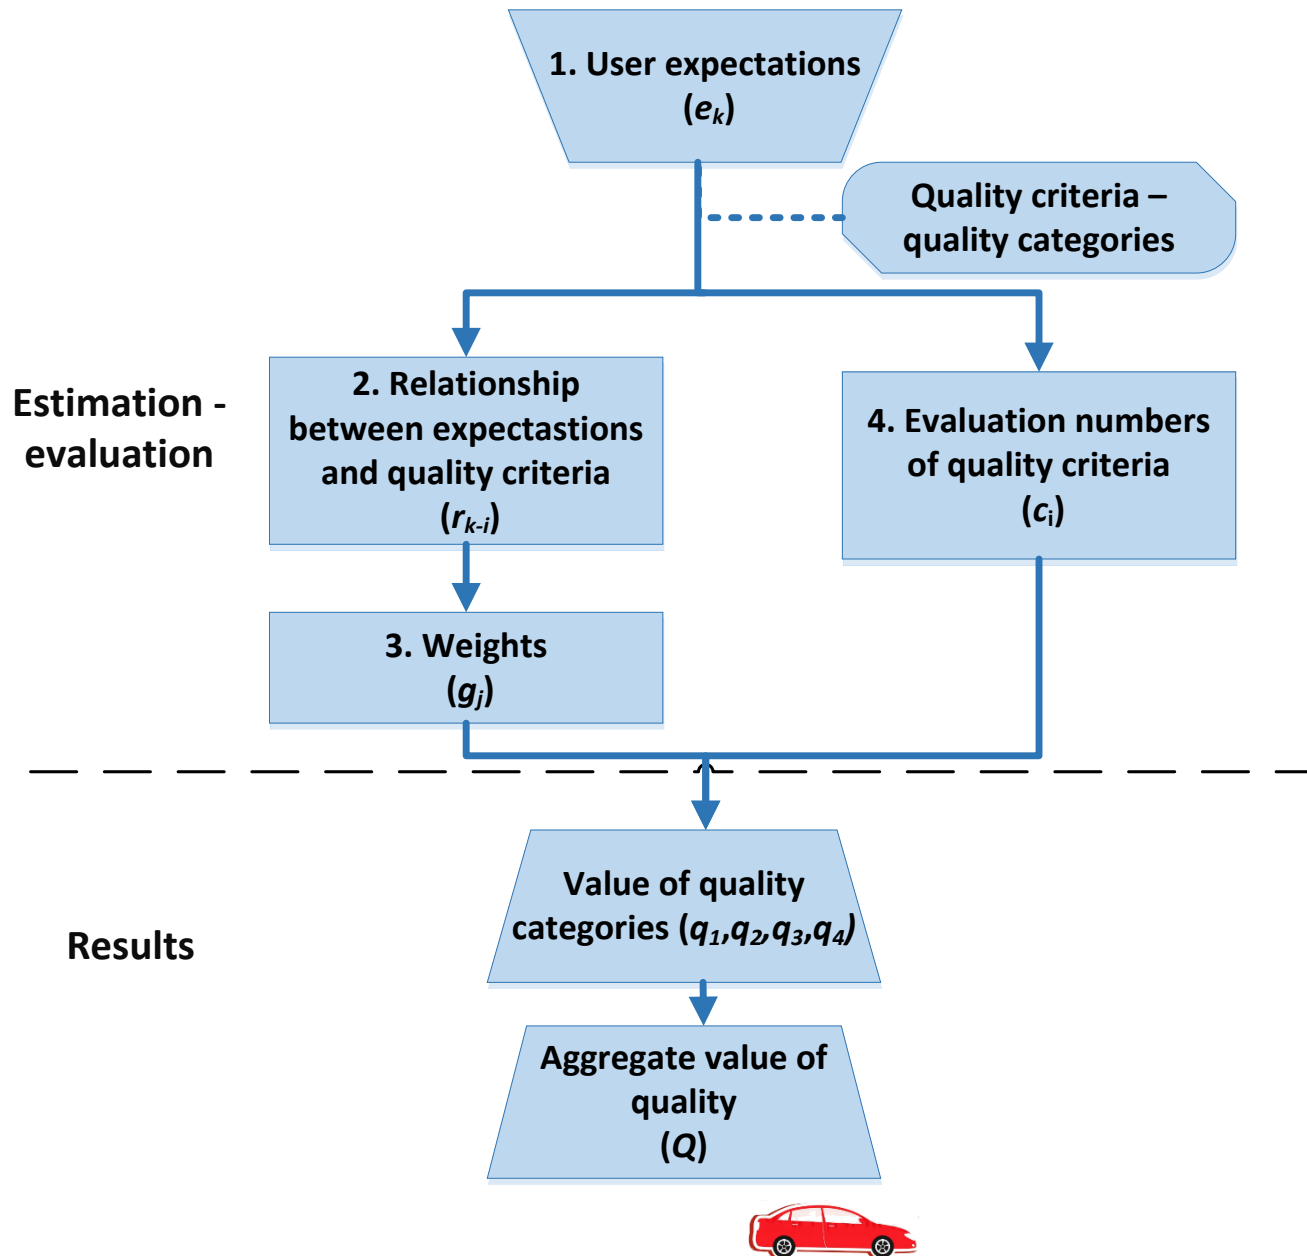 1. User expectations
(eₖ)
Quality criteria –
quality categories
Estimation -
evaluation
2. Relationship
between expectastions
and quality criteria
(rₖ₋ᵢ)
4. Evaluation numbers
of quality criteria
(cᵢ)
3. Weights
(gⱼ)
Results
Value of quality
categories (q₁,q₂,q₃,q₄)
Aggregate value of
quality
(Q)